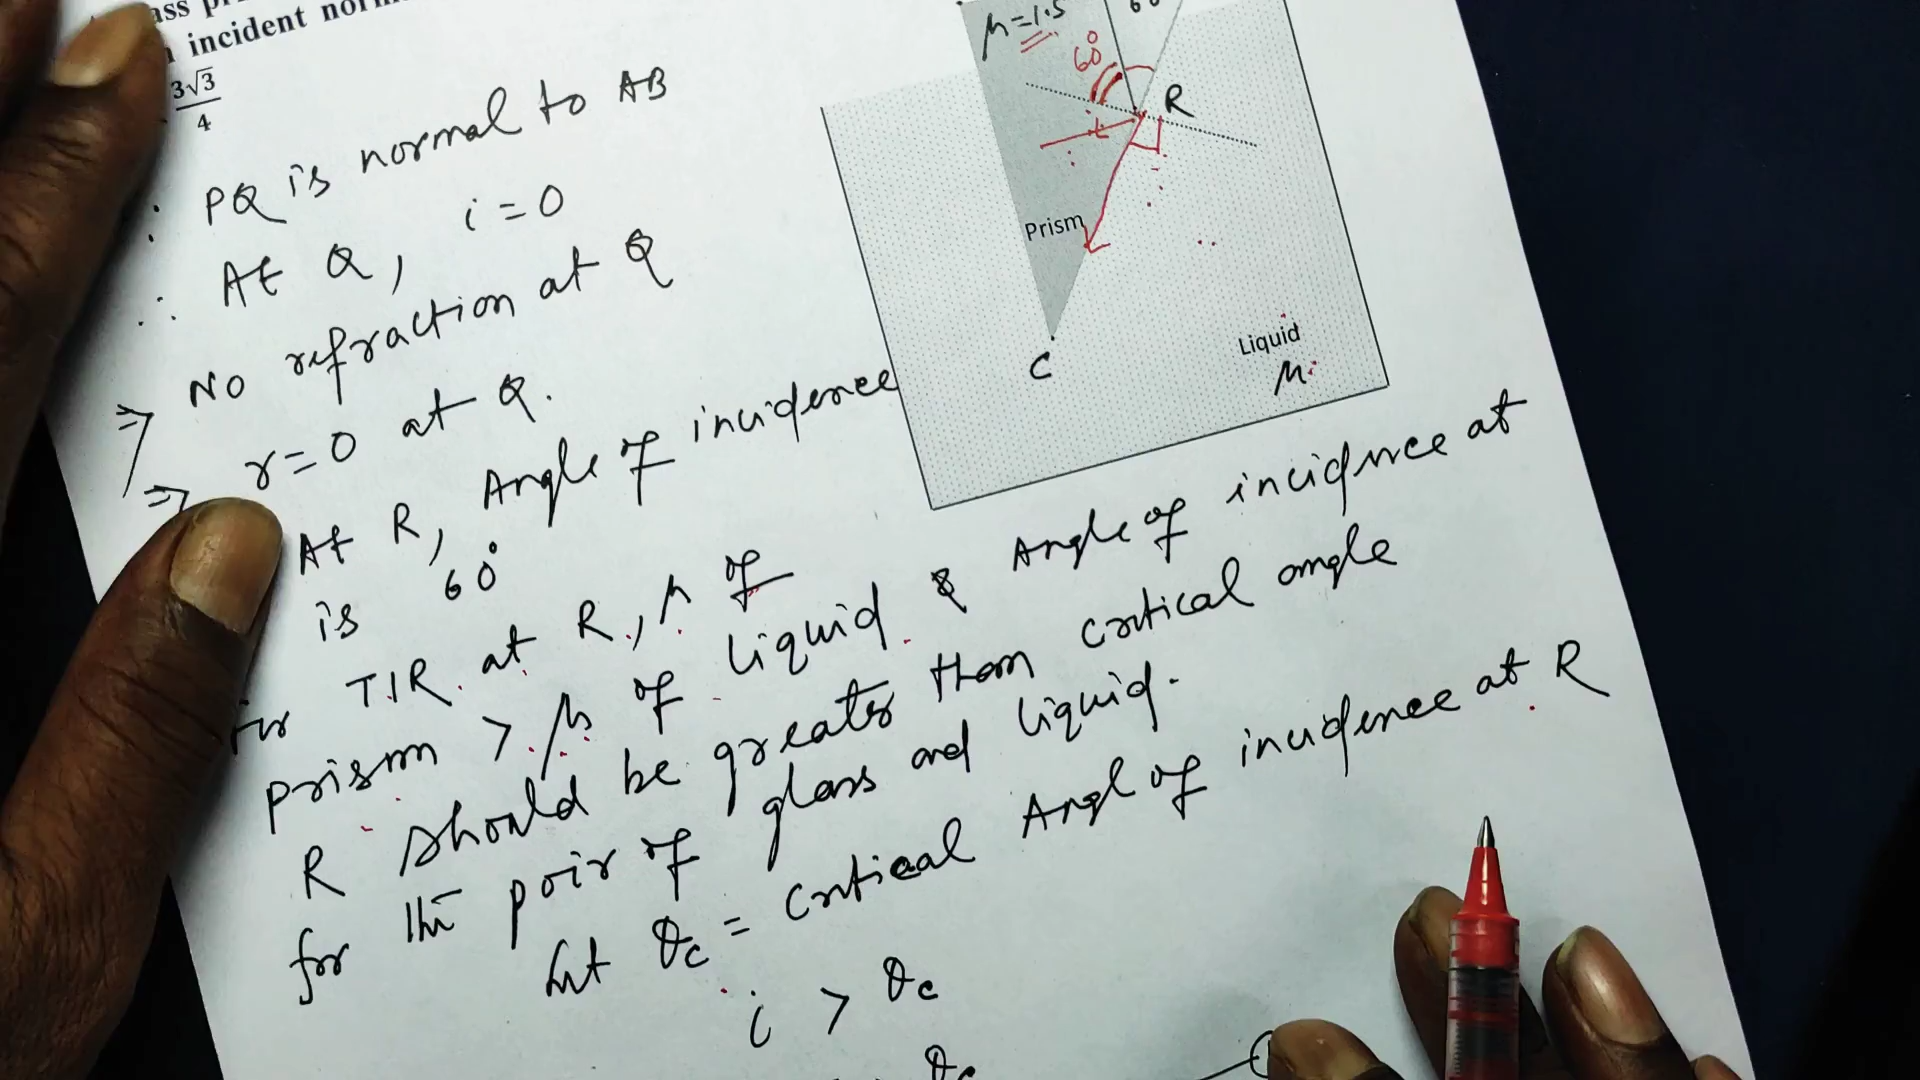 incident
3√3
4
∵ PQ is normal to AB
∴ At Q, i = 0
⇒ No refraction at Q
⇒ r = 0 at Q.
At R, Angle of incidence
is 60°
for TIR at R, μ of
prism > μ of liquid & Angle of incidence at
R should be greater than critical angle
for the pair of glass and liquid.
Let θc = Critical Angle of incidence at R
i > θc
θc
μ = 1.5
60°
R
i
Prism
C
Liquid
μ